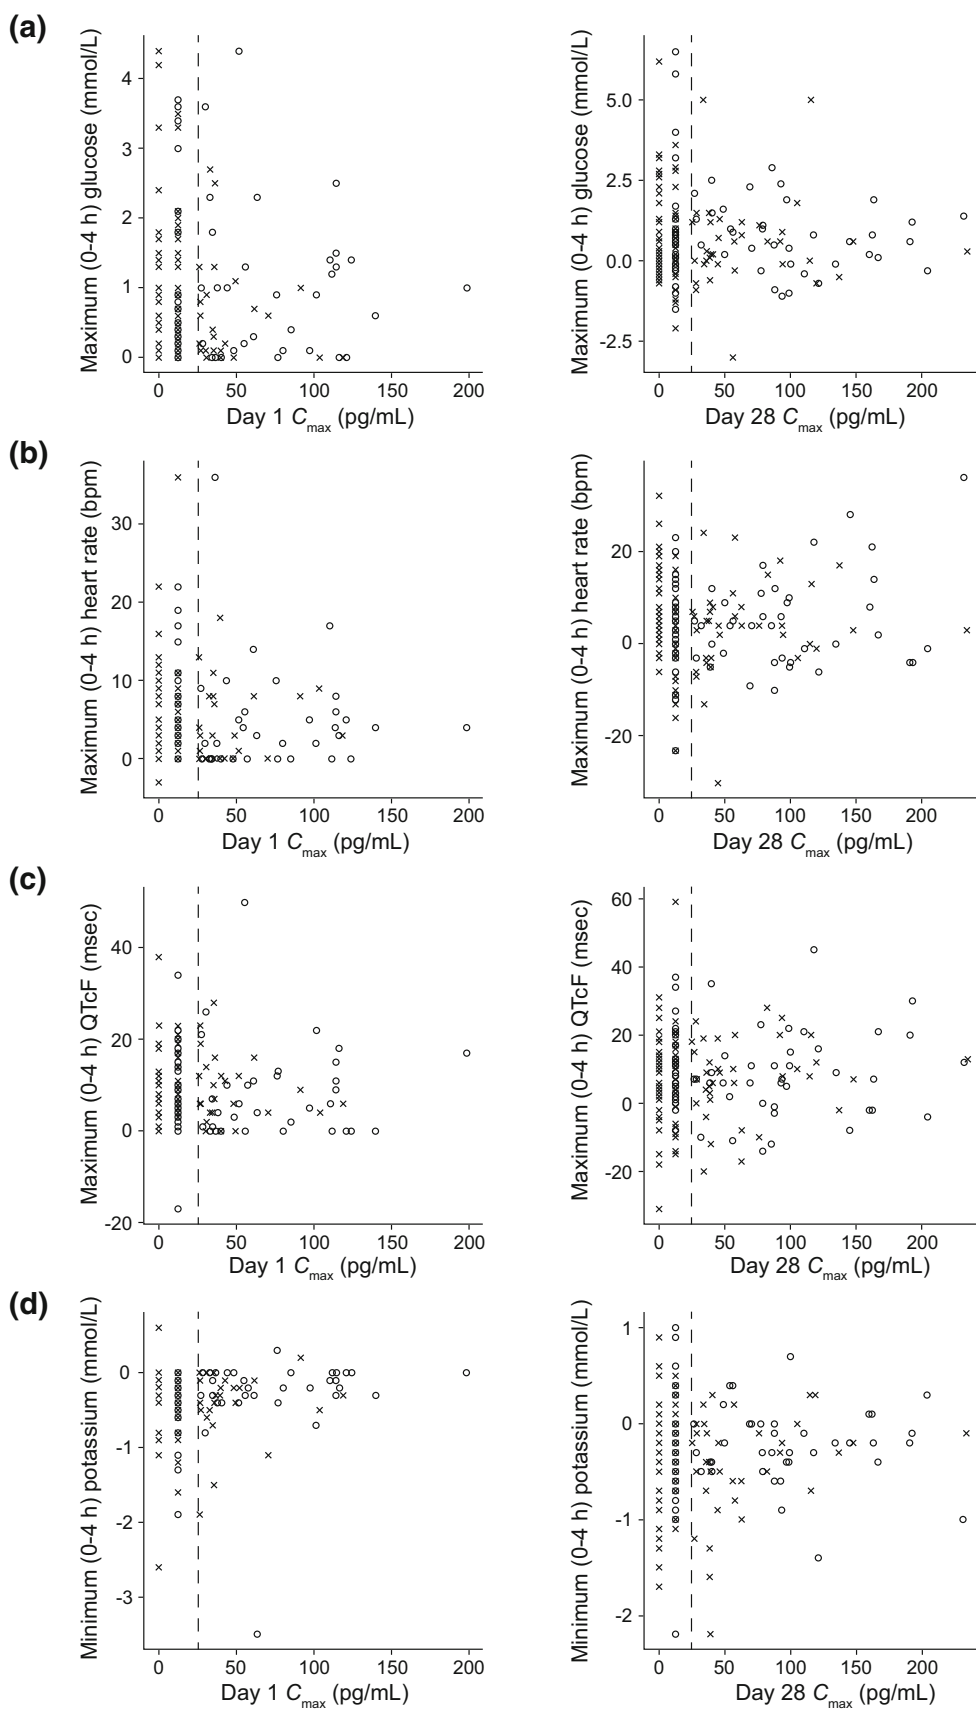 (a)
Maximum (0-4 h) glucose (mmol/L)
4
3
2
1
0
0 50 100 150 200
Day 1 Cmax (pg/mL)
Maximum (0-4 h) glucose (mmol/L)
5.0
2.5
0.0
-2.5
0 50 100 150 200
Day 28 Cmax (pg/mL)
(b)
Maximum (0-4 h) heart rate (bpm)
30
20
10
0
0 50 100 150 200
Day 1 Cmax (pg/mL)
Maximum (0-4 h) heart rate (bpm)
20
0
-20
0 50 100 150 200
Day 28 Cmax (pg/mL)
(c)
Maximum (0-4 h) QTcF (msec)
40
20
0
-20
0 50 100 150 200
Day 1 Cmax (pg/mL)
Maximum (0-4 h) QTcF (msec)
60
40
20
0
-20
0 50 100 150 200
Day 28 Cmax (pg/mL)
(d)
Minimum (0-4 h) potassium (mmol/L)
0
-1
-2
-3
0 50 100 150 200
Day 1 Cmax (pg/mL)
Minimum (0-4 h) potassium (mmol/L)
1
0
-1
-2
0 50 100 150 200
Day 28 Cmax (pg/mL)